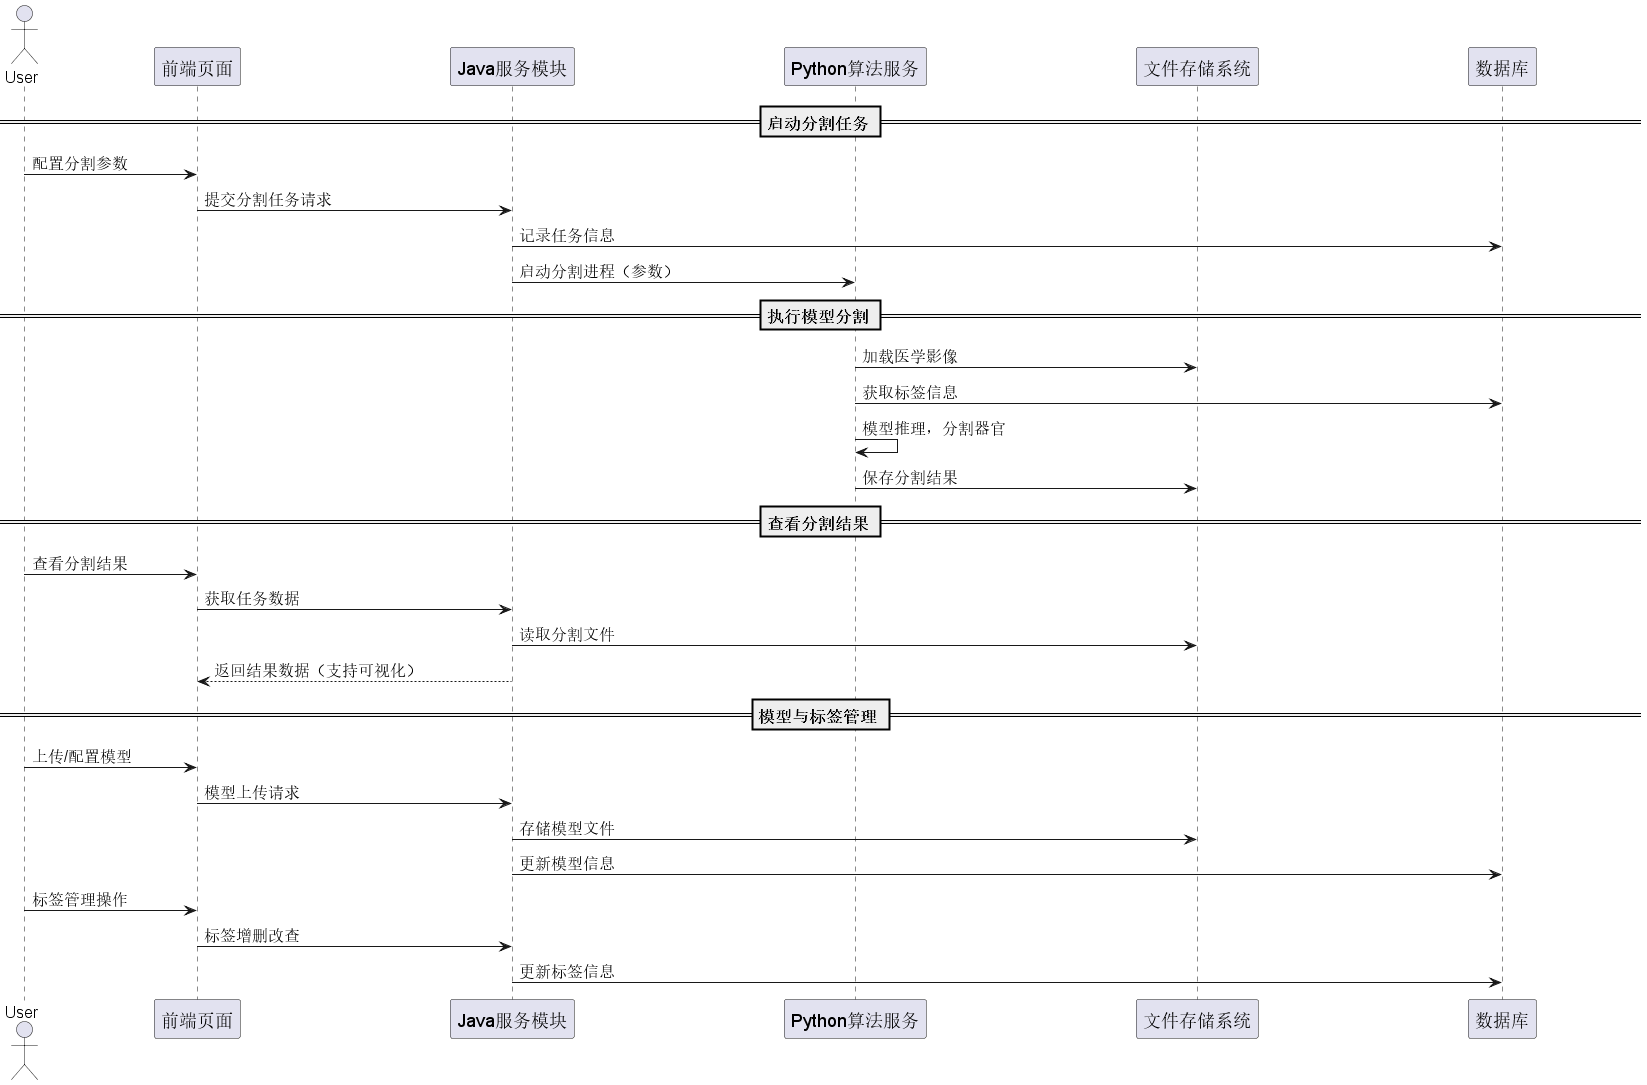 User
前端页面
Java服务模块
Python算法服务
文件存储系统
数据库
启动分割任务
配置分割参数
提交分割任务请求
记录任务信息
启动分割进程（参数）
执行模型分割
加载医学影像
获取标签信息
模型推理，分割器官
保存分割结果
查看分割结果
查看分割结果
获取任务数据
读取分割文件
返回结果数据（支持可视化）
模型与标签管理
上传/配置模型
模型上传请求
存储模型文件
更新模型信息
标签管理操作
标签增删改查
更新标签信息
User
前端页面
Java服务模块
Python算法服务
文件存储系统
数据库